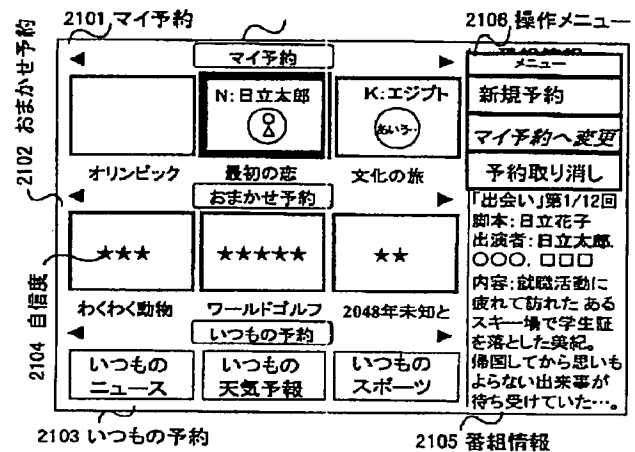 2101 マイ予約
2106 操作メニュー
2102 おまかせ予約
2104 自信度
マイ予約
N:日立太郎
K:エジプト
あいう‥
オリンピック
最初の恋
文化の旅
おまかせ予約
★★★
★★★★★
★★
わくわく動物
ワールドゴルフ
2048年未知と
いつもの予約
いつもの
ニュース
いつもの
天気予報
いつもの
スポーツ
メニュー
新規予約
マイ予約へ変更
予約取り消し
「出会い」第1/12回
脚本:日立花子
出演者:日立太郎.
○○○. □□□
内容:就職活動に
疲れて訪れた ある
スキー場で学生証
を落とした美紀。
帰国してから思いも
よらない出来事が
待ち受けていた…。
2103 いつもの予約
2105 番組情報